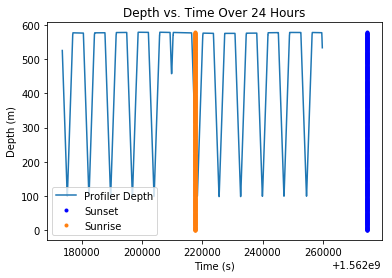 Depth vs. Time Over 24 Hours
Depth (m)
600
500
400
300
200
100
0
Profiler Depth
Sunset
Sunrise
180000 200000 220000 240000 260000
+1.562e9
Time (s)